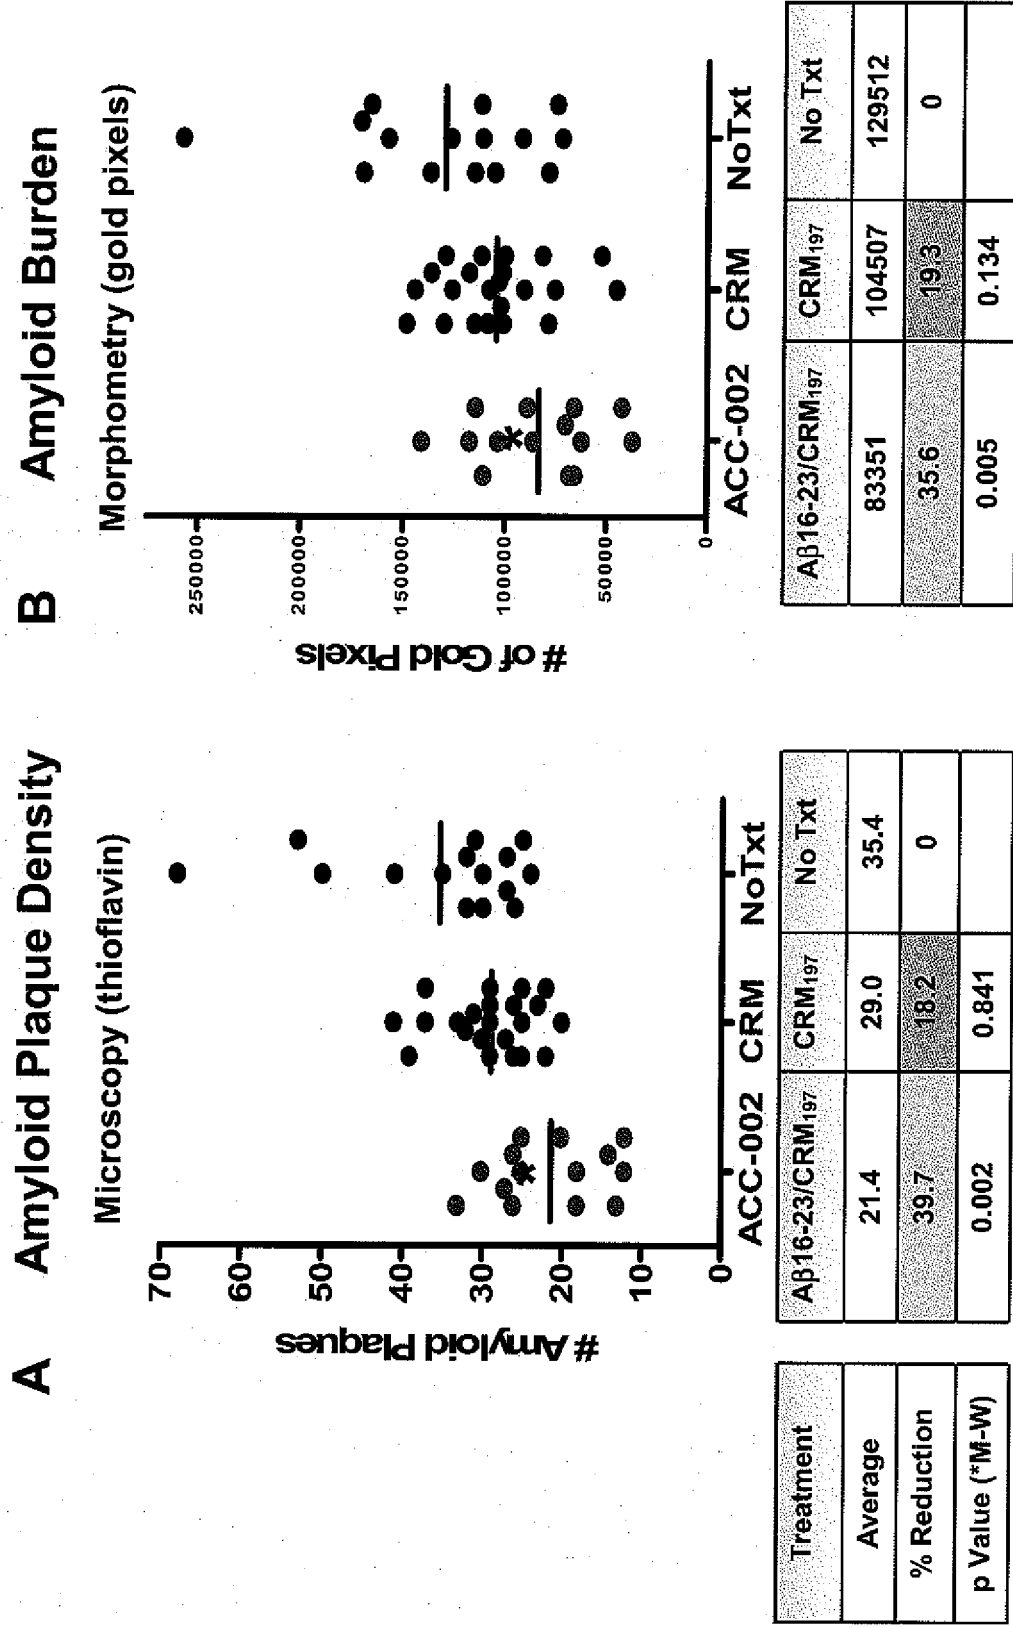 A Amyloid Plaque Density
Microscopy (thioflavin)
# Amyloid Plaques
70
60
50
40
30
20
10
0
*
ACC-002 CRM NoTxt
B Amyloid Burden
Morphometry (gold pixels)
# of Gold Pixels
250000
200000
150000
100000
50000
0
*
ACC-002 CRM NoTxt
Treatment Aβ16-23/CRM197 CRM197 No Txt Aβ16-23/CRM197 CRM197 No Txt
Average 21.4 29.0 35.4 83351 104507 129512
% Reduction 39.7 18.2 0 35.6 19.3 0
p Value (*M-W) 0.002 0.841 0.005 0.134